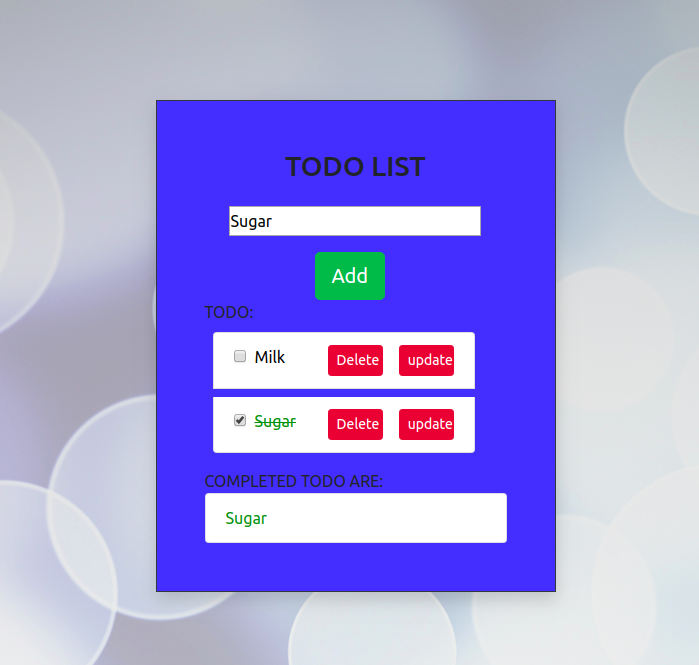 TODO LIST
Sugar
Add
TODO:
Milk Delete update
Sugar Delete update
COMPLETED TODO ARE:
Sugar